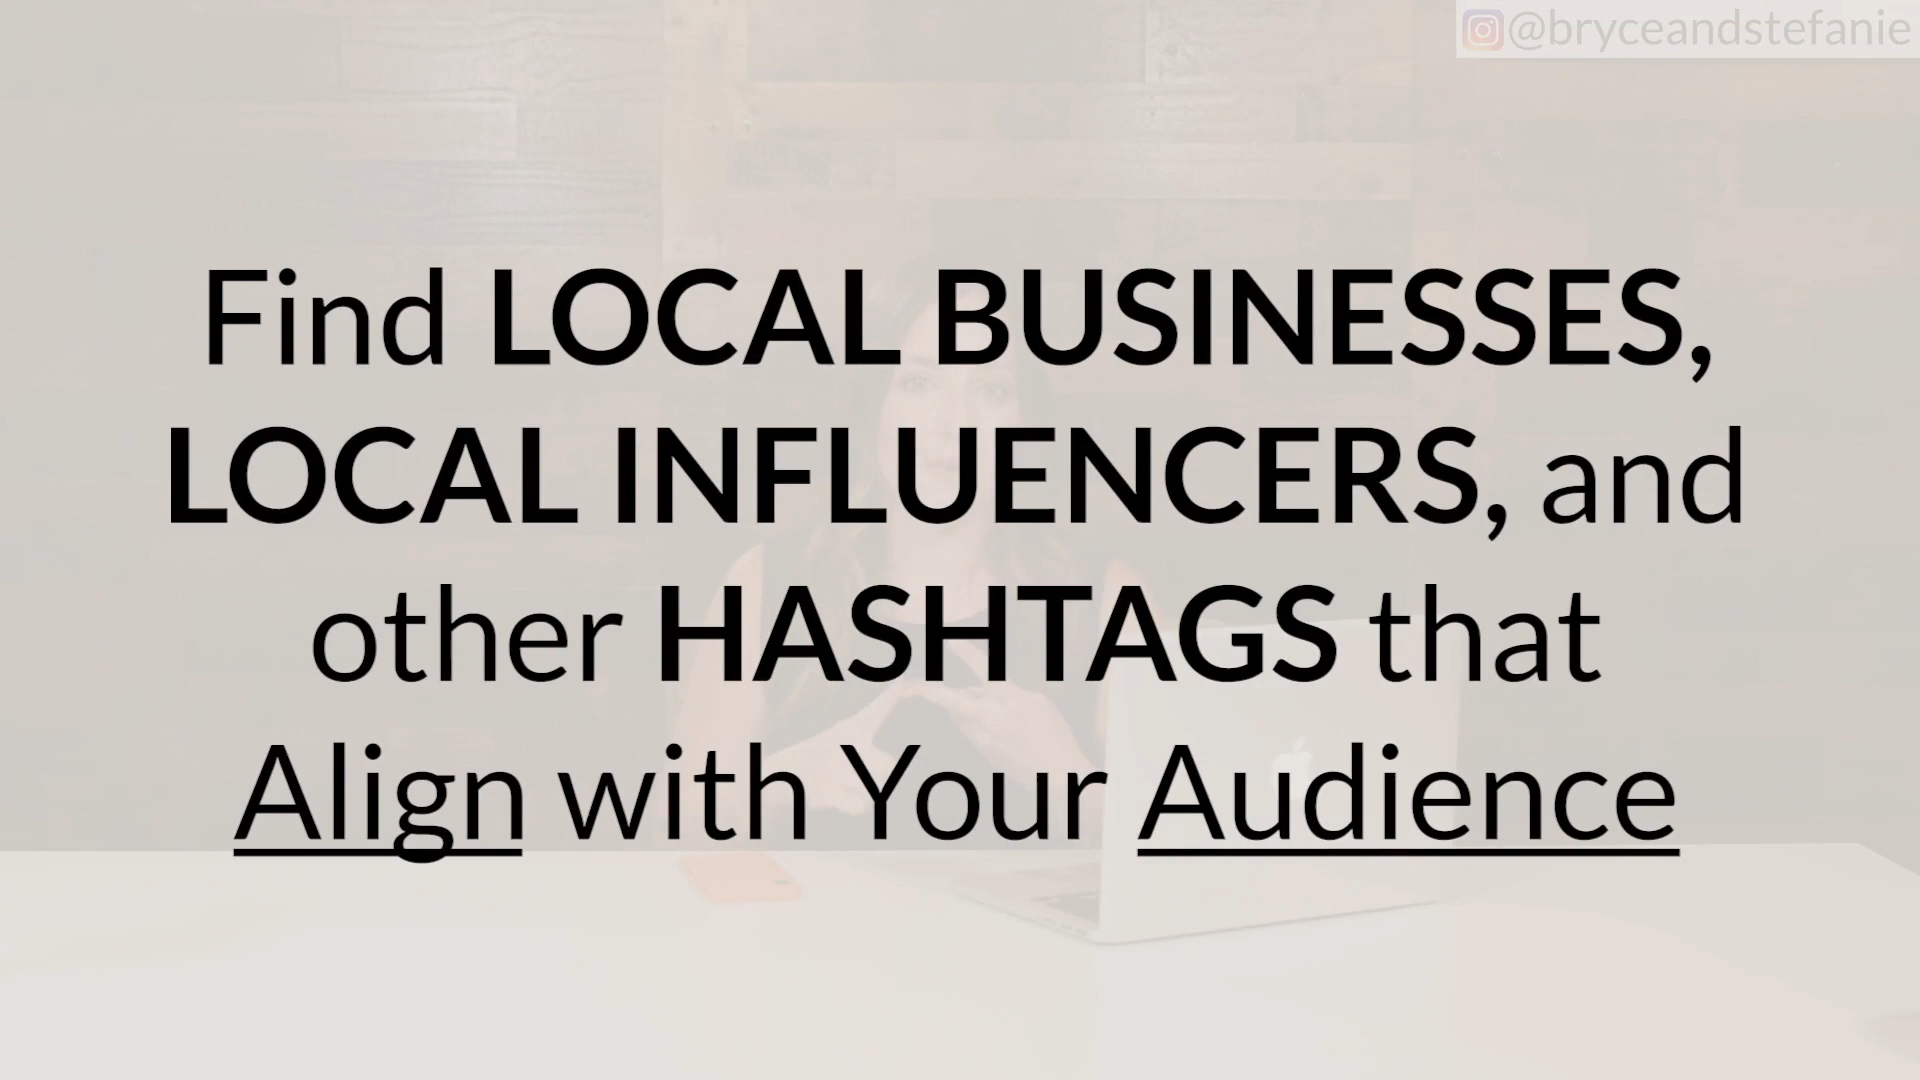 @bryceandstefanie
Find LOCAL BUSINESSES,
LOCAL INFLUENCERS, and
other HASHTAGS that
Align with Your Audience